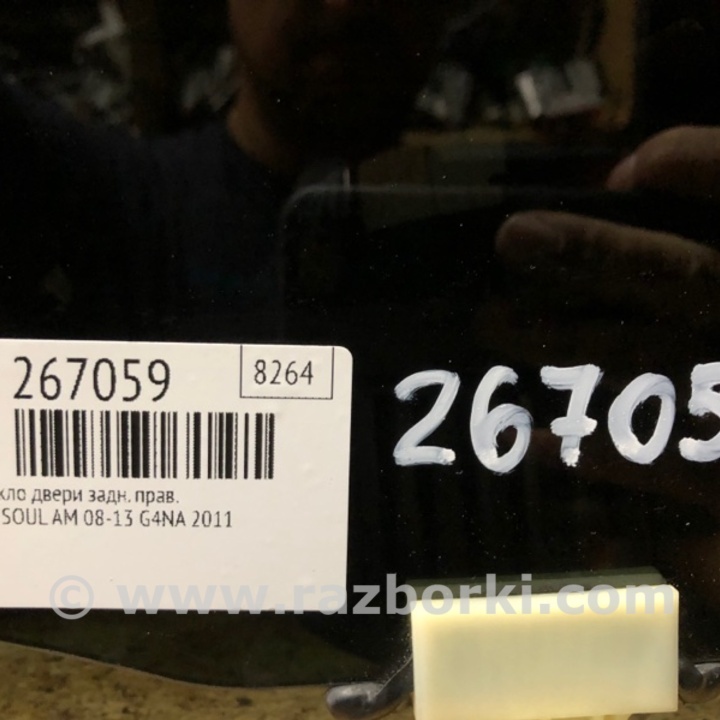 267059
8264
26705
кло двери задн. прав.
SOUL AM 08-13 G4NA 2011
© www.razborki.com